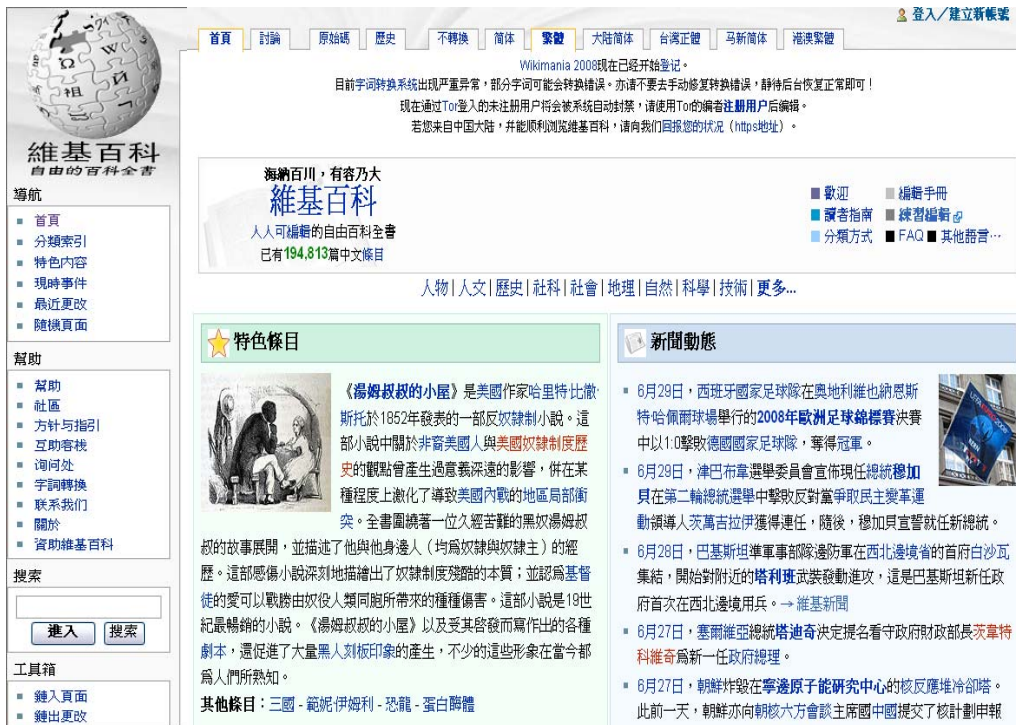 登入／建立新帳號
首頁 討論 原始碼 歷史 不轉換 简体 繁體 大陆简体 台灣正體 马新简体 港澳繁體
Wikimania 2008现在已经开始登记。
目前字词转换系统出现严重异常，部分字词可能会转换错误。亦请不要去手动修复转换错误，静待后台恢复正常即可！
现在通过Tor登入的未注册用户将会被系统自动封禁，请使用Tor的编者注册用户后编辑。
若您来自中国大陆，并能顺利浏览维基百科，请向我们回报您的状况（https地址）。
維基百科
自由的百科全書
導航
首頁
分類索引
特色內容
現時事件
最近更改
隨機頁面
幫助
幫助
社區
方针与指引
互助客栈
询问处
字詞轉換
联系我们
關於
資助維基百科
搜索
進入 搜索
工具箱
鏈入頁面
鏈出更改
海納百川，有容乃大
維基百科
人人可編輯的自由百科全書
已有194,813篇中文條目
歡迎 編輯手冊
讀者指南 練習編輯
分類方式 FAQ 其他語言…
人物 | 人文 | 歷史 | 社科 | 社會 | 地理 | 自然 | 科學 | 技術 | 更多...
特色條目
《湯姆叔叔的小屋》是美國作家哈里特·比徹·
斯托於1852年發表的一部反奴隸制小說。這
部小說中關於非裔美國人與美國奴隸制度歷
史的觀點曾產生過意義深遠的影響，併在某
種程度上激化了導致美國內戰的地區局部衝
突。全書圍繞著一位久經苦難的黑奴湯姆叔
叔的故事展開，並描述了他與他身邊人（均爲奴隸與奴隸主）的經
歷。這部感傷小說深刻地描繪出了奴隸制度殘酷的本質；並認爲基督
徒的愛可以戰勝由奴役人類同胞所帶來的種種傷害。這部小說是19世
紀最暢銷的小說。《湯姆叔叔的小屋》以及受其啓發而寫作出的各種
劇本，還促進了大量黑人刻板印象的產生，不少的這些形象在當今都
爲人們所熟知。
其他條目：三國 - 範妮·伊姆利 - 恐龍 - 蛋白酶體
新聞動態
6月29日，西班牙國家足球隊在奧地利維也納恩斯
特·哈佩爾球場舉行的2008年歐洲足球錦標賽決賽
中以1:0擊敗德國國家足球隊，奪得冠軍。
6月29日，津巴布韋選舉委員會宣佈現任總統穆加
貝在第二輪總統選舉中擊敗反對黨爭取民主變革運
動領導人茨萬吉拉伊獲得連任，隨後，穆加貝宣誓就任新總統。
6月28日，巴基斯坦準軍事部隊邊防軍在西北邊境省的首府白沙瓦
集結，開始對附近的塔利班武裝發動進攻，這是巴基斯坦新任政
府首次在西北邊境用兵。→維基新聞
6月27日，塞爾維亞總統塔迪奇決定提名看守政府財政部長茨韋特
科維奇爲新一任政府總理。
6月27日，朝鮮炸毀在寧邊原子能研究中心的核反應堆冷卻塔。
此前一天，朝鮮亦向朝核六方會談主席國中國提交了核計劃申報